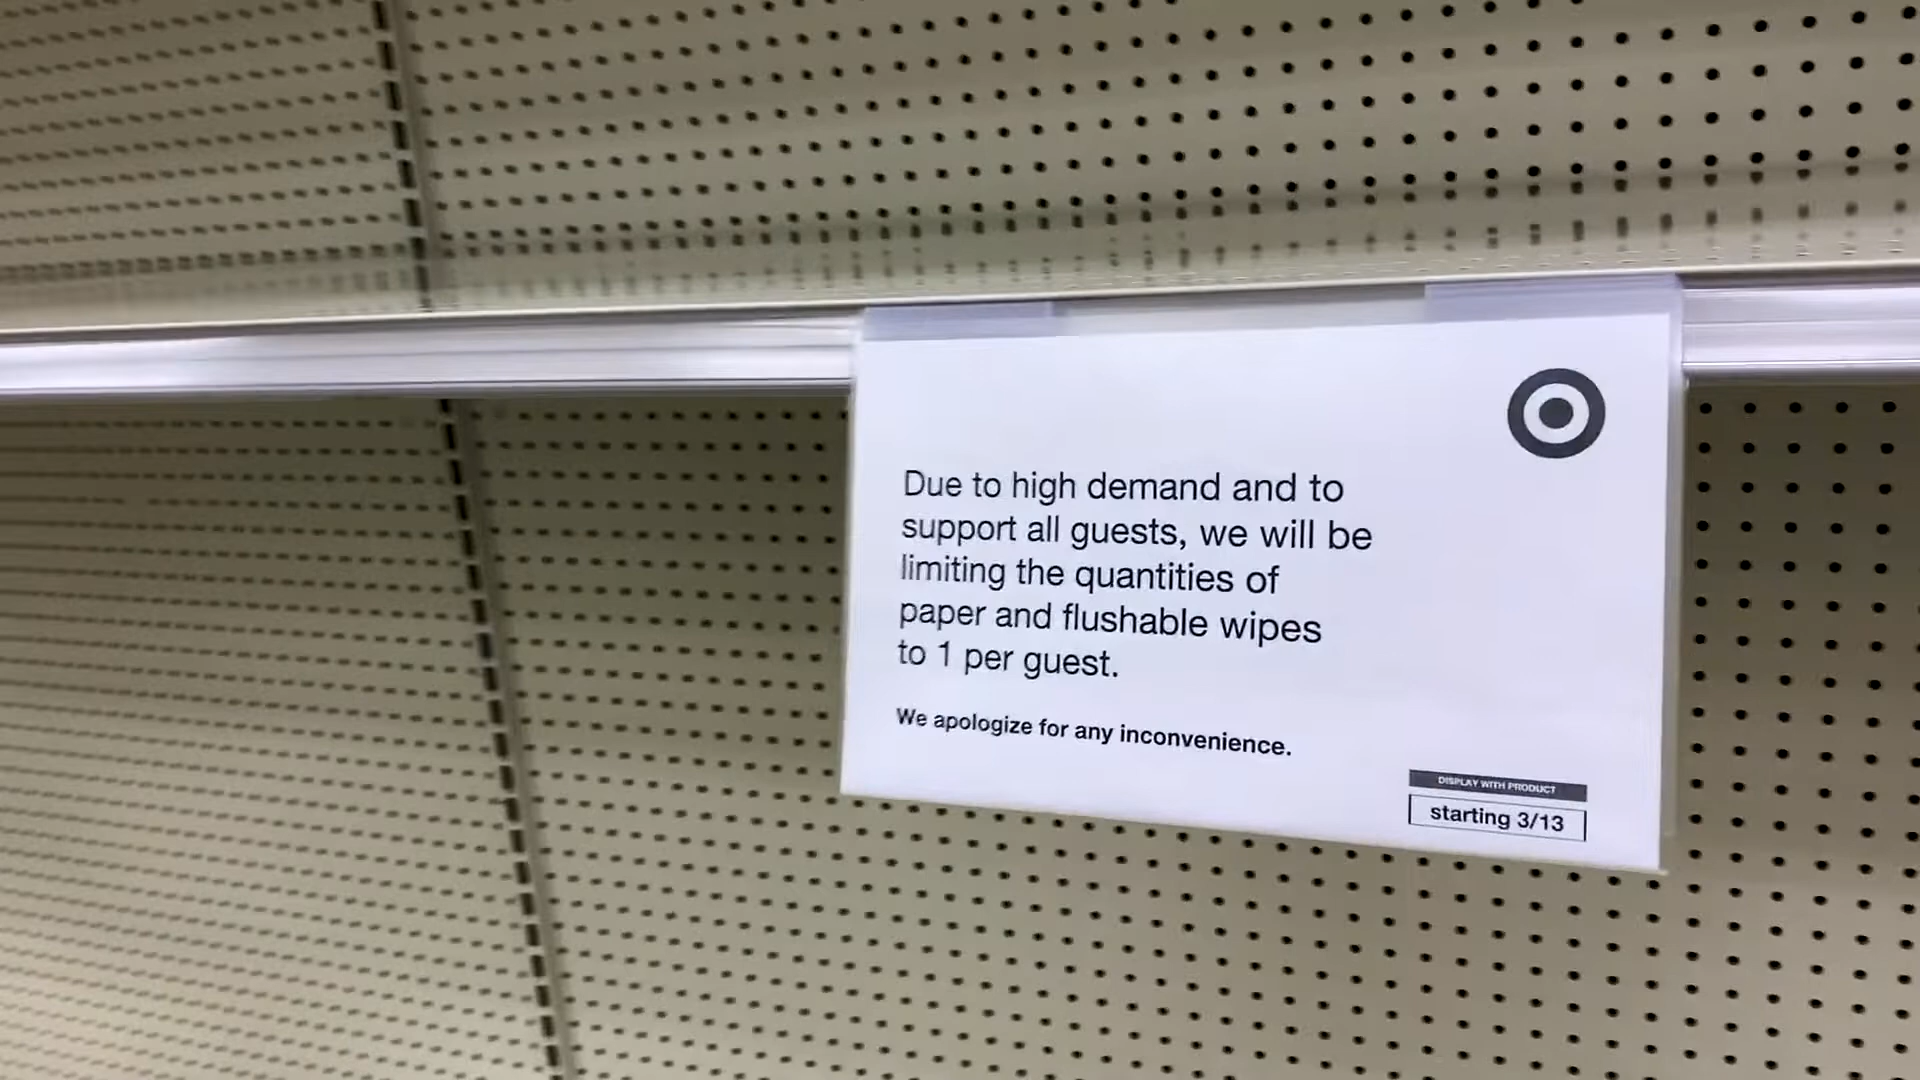 Due to high demand and to
support all guests, we will be
limiting the quantities of
paper and flushable wipes
to 1 per guest.
We apologize for any inconvenience.
DISPLAY WITH PRODUCT
starting 3/13